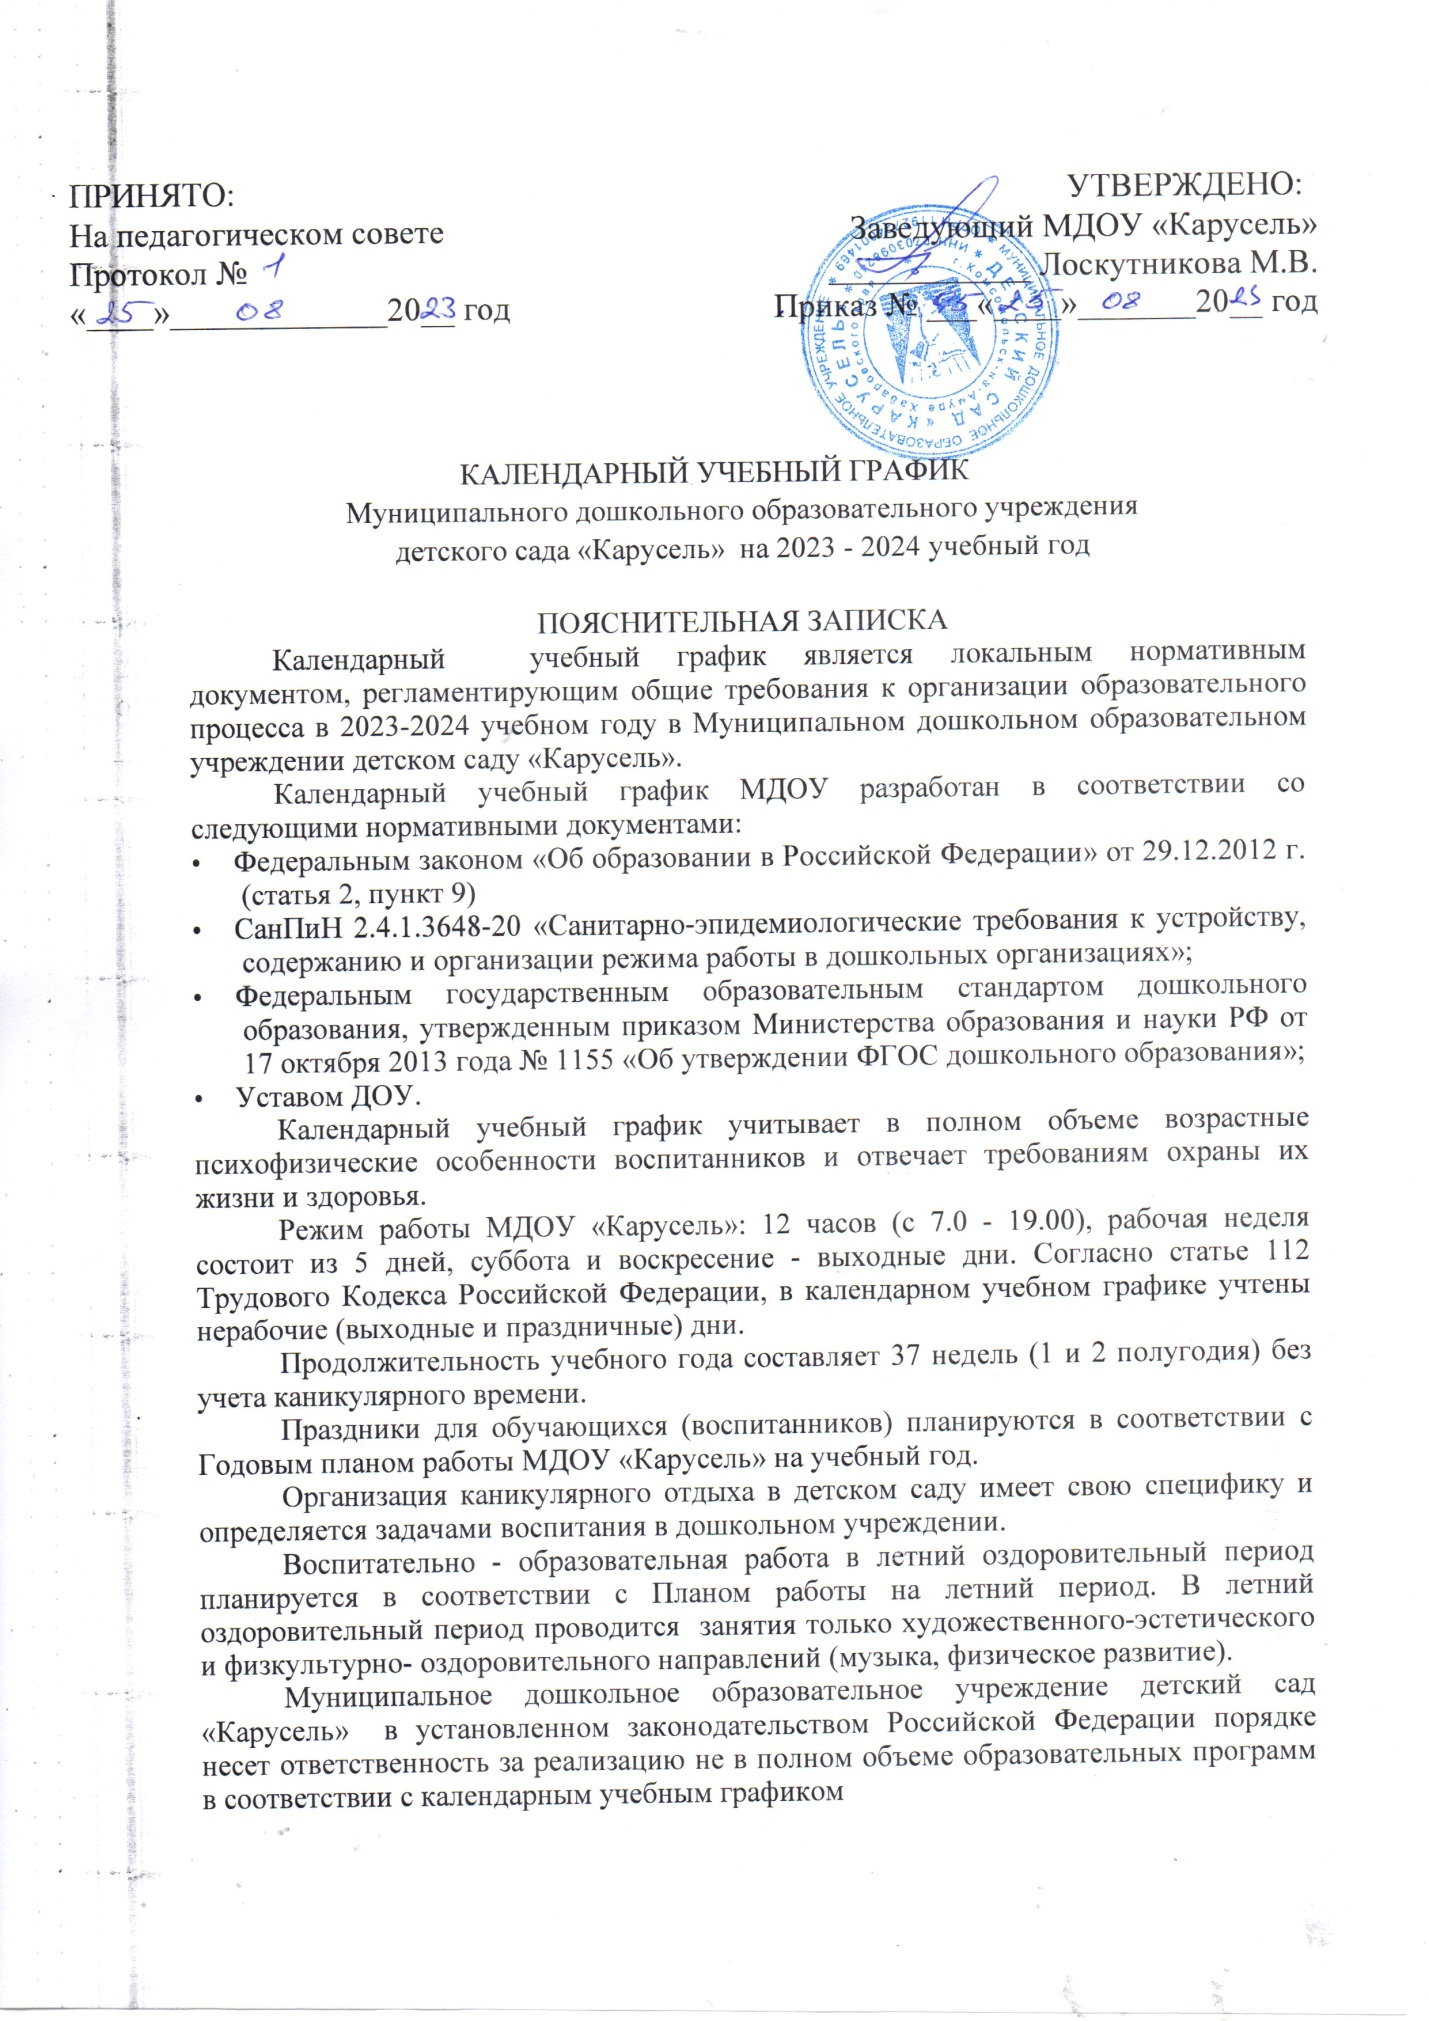 ПРИНЯТО:
На педагогическом совете
Протокол № 1
«25» 08 2023 год
УТВЕРЖДЕНО:
Заведующий МДОУ «Карусель»
Лоскутникова М.В.
Приказ № «25» 08 20 год
МУНИЦИПАЛЬНОЕ ДОШКОЛЬНОЕ ОБРАЗОВАТЕЛЬНОЕ УЧРЕЖДЕНИЕ
ДЕТСКИЙ САД «КАРУСЕЛЬ»
г. Комсомольск-на-Амуре Хабаровского
КАЛЕНДАРНЫЙ УЧЕБНЫЙ ГРАФИК
Муниципального дошкольного образовательного учреждения
детского сада «Карусель» на 2023 - 2024 учебный год
ПОЯСНИТЕЛЬНАЯ ЗАПИСКА
Календарный учебный график является локальным нормативным
документом, регламентирующим общие требования к организации образовательного
процесса в 2023-2024 учебном году в Муниципальном дошкольном образовательном
учреждении детском саду «Карусель».
Календарный учебный график МДОУ разработан в соответствии со
следующими нормативными документами:
• Федеральным законом «Об образовании в Российской Федерации» от 29.12.2012 г.
(статья 2, пункт 9)
• СанПиН 2.4.1.3648-20 «Санитарно-эпидемиологические требования к устройству,
содержанию и организации режима работы в дошкольных организациях»;
• Федеральным государственным образовательным стандартом дошкольного
образования, утвержденным приказом Министерства образования и науки РФ от
17 октября 2013 года № 1155 «Об утверждении ФГОС дошкольного образования»;
• Уставом ДОУ.
Календарный учебный график учитывает в полном объеме возрастные
психофизические особенности воспитанников и отвечает требованиям охраны их
жизни и здоровья.
Режим работы МДОУ «Карусель»: 12 часов (с 7.0 - 19.00), рабочая неделя
состоит из 5 дней, суббота и воскресение - выходные дни. Согласно статье 112
Трудового Кодекса Российской Федерации, в календарном учебном графике учтены
нерабочие (выходные и праздничные) дни.
Продолжительность учебного года составляет 37 недель (1 и 2 полугодия) без
учета каникулярного времени.
Праздники для обучающихся (воспитанников) планируются в соответствии с
Годовым планом работы МДОУ «Карусель» на учебный год.
Организация каникулярного отдыха в детском саду имеет свою специфику и
определяется задачами воспитания в дошкольном учреждении.
Воспитательно - образовательная работа в летний оздоровительный период
планируется в соответствии с Планом работы на летний период. В летний
оздоровительный период проводится занятия только художественного-эстетического
и физкультурно- оздоровительного направлений (музыка, физическое развитие).
Муниципальное дошкольное образовательное учреждение детский сад
«Карусель» в установленном законодательством Российской Федерации порядке
несет ответственность за реализацию не в полном объеме образовательных программ
в соответствии с календарным учебным графиком